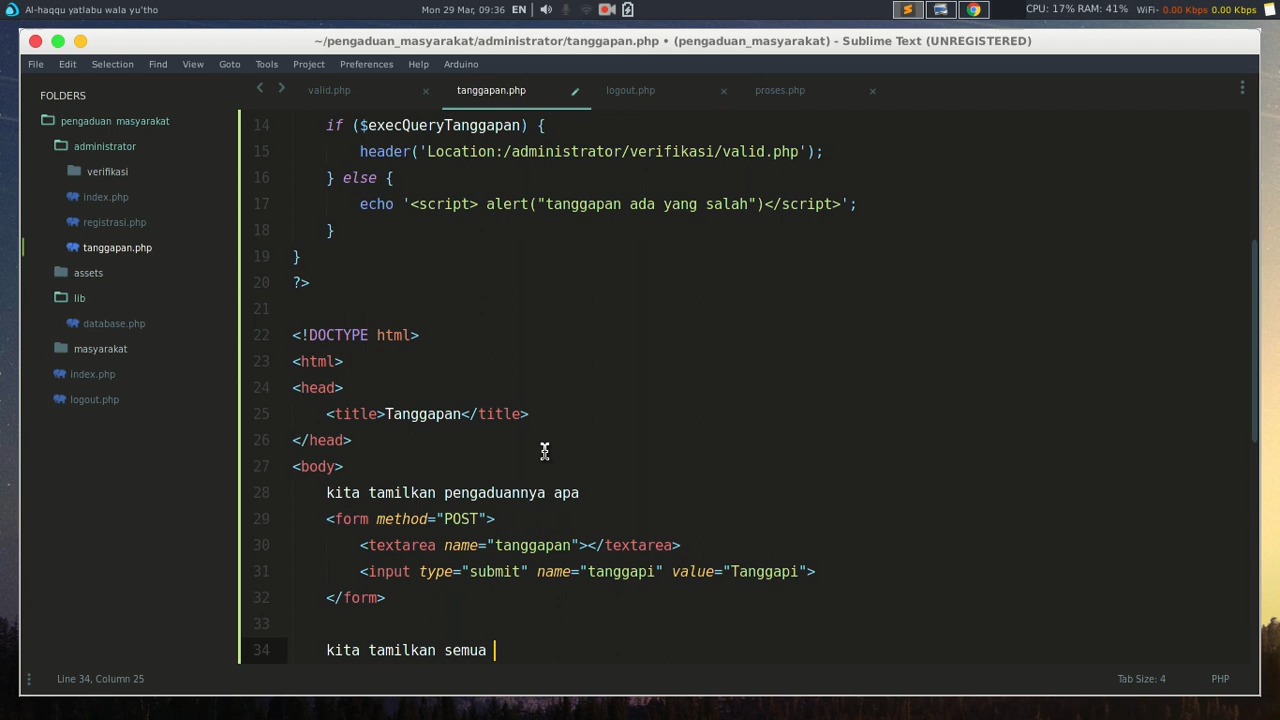 Al-haqqu yatlabu wala yu'tho
Mon 29 Mar, 09:36 EN
CPU: 17% RAM: 41% WiFi- 0.00 Kbps 0.00 Kbps
~/pengaduan_masyarakat/administrator/tanggapan.php • (pengaduan_masyarakat) - Sublime Text (UNREGISTERED)
File Edit Selection Find View Goto Tools Project Preferences Help Arduino
FOLDERS
pengaduan_masyarakat
administrator
verifikasi
index.php
registrasi.php
tanggapan.php
assets
lib
database.php
masyarakat
index.php
logout.php
valid.php × tanggapan.php logout.php × proses.php ×
14 if ($execQueryTanggapan) {
15 header('Location:/administrator/verifikasi/valid.php');
16 } else {
17 echo '<script> alert("tanggapan ada yang salah")</script>';
18 }
19 }
20 ?>
21
22 <!DOCTYPE html>
23 <html>
24 <head>
25 <title>Tanggapan</title>
26 </head>
27 <body>
28 kita tamilkan pengaduannya apa
29 <form method="POST">
30 <textarea name="tanggapan"></textarea>
31 <input type="submit" name="tanggapi" value="Tanggapi">
32 </form>
33
34 kita tamilkan semua
Line 34, Column 25
Tab Size: 4
PHP